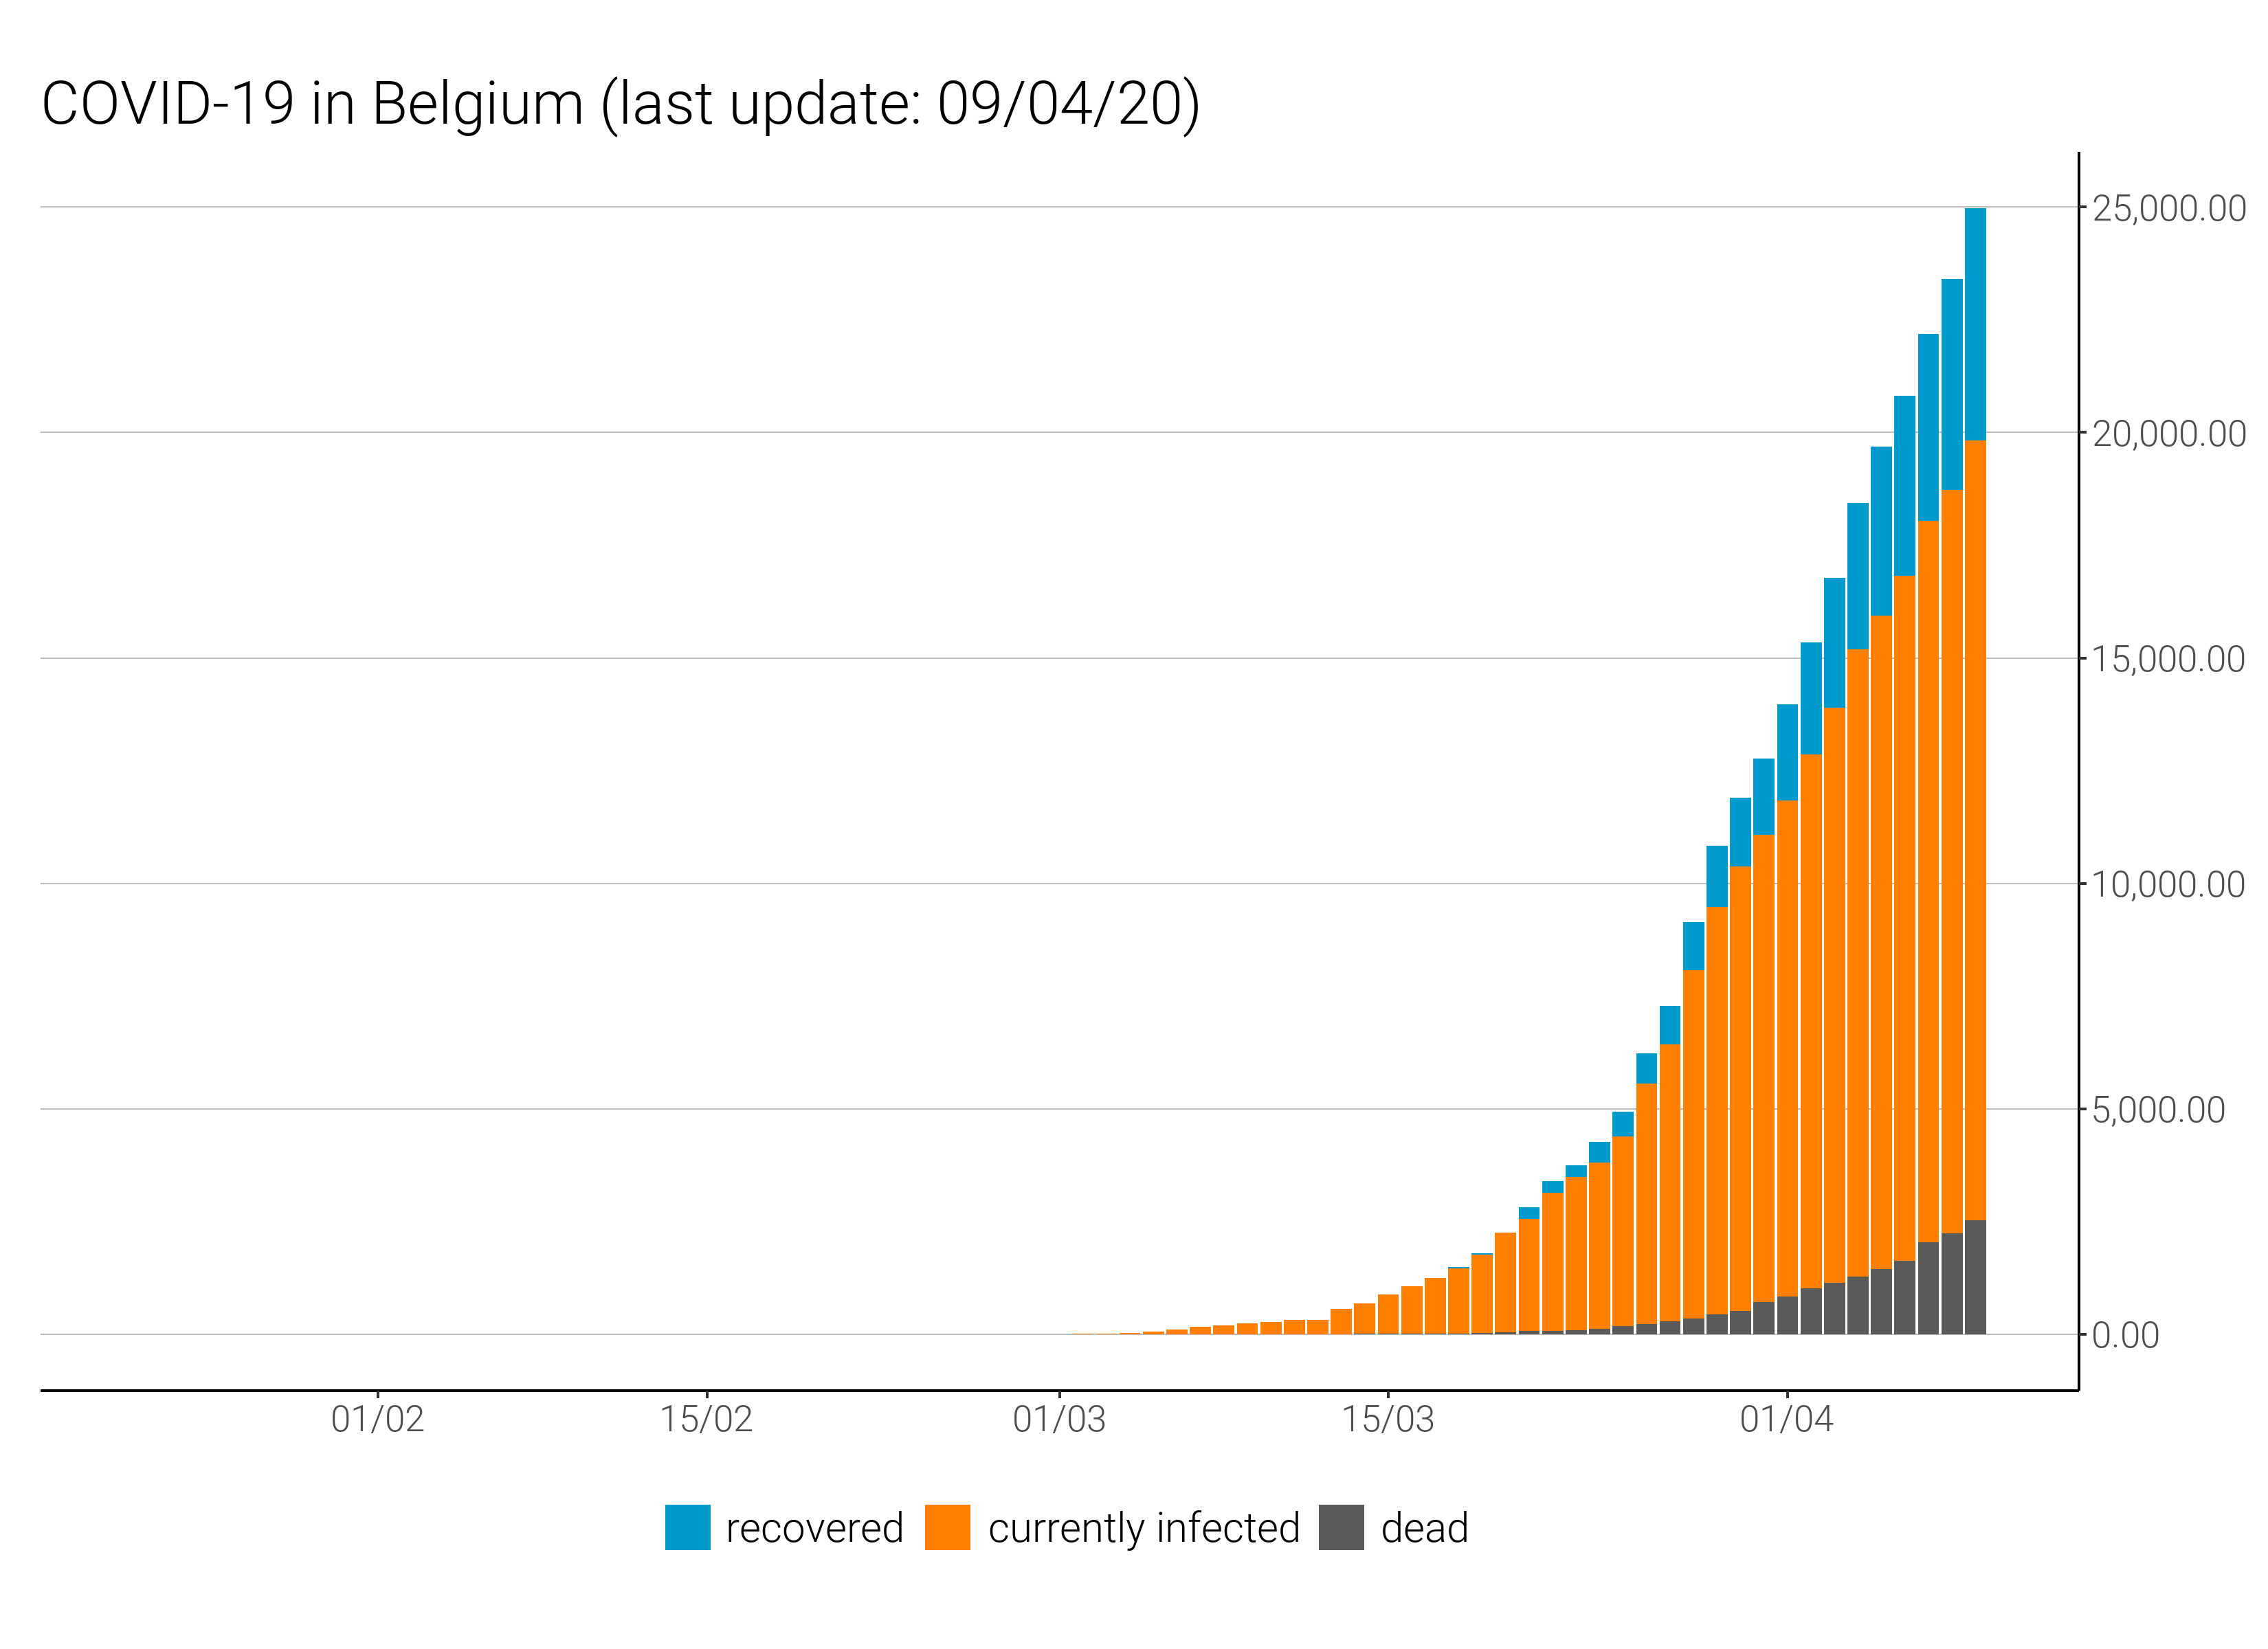 COVID-19 in Belgium (last update: 09/04/20)
25,000.00
20,000.00
15,000.00
10,000.00
5,000.00
0.00
01/02 15/02 01/03 15/03 01/04
recovered currently infected dead